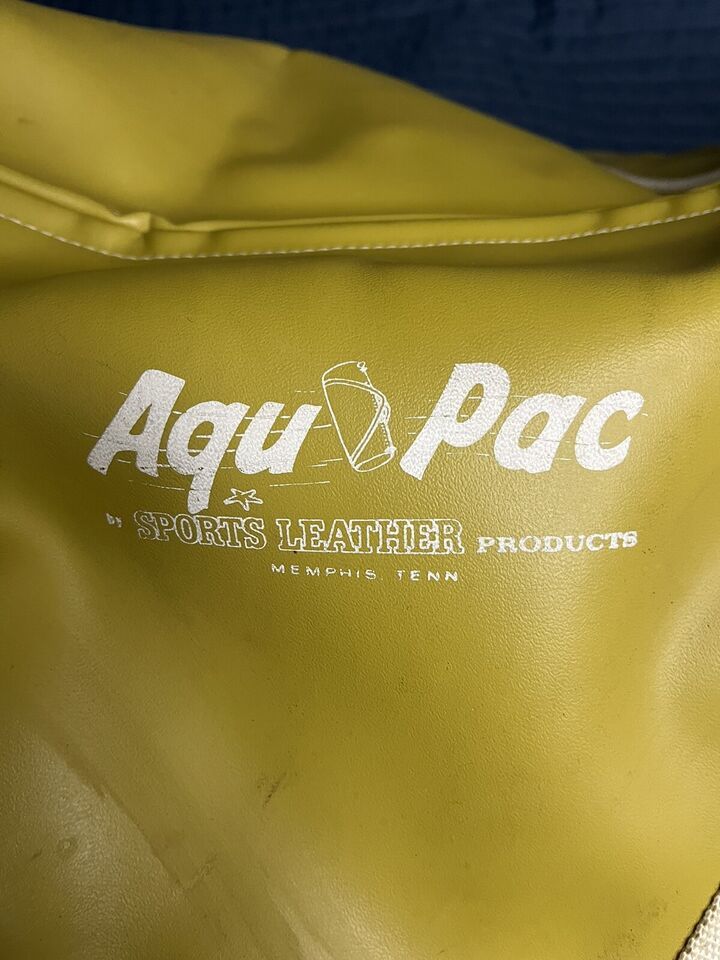 Aqu Pac
by SPORTS LEATHER PRODUCTS
MEMPHIS, TENN